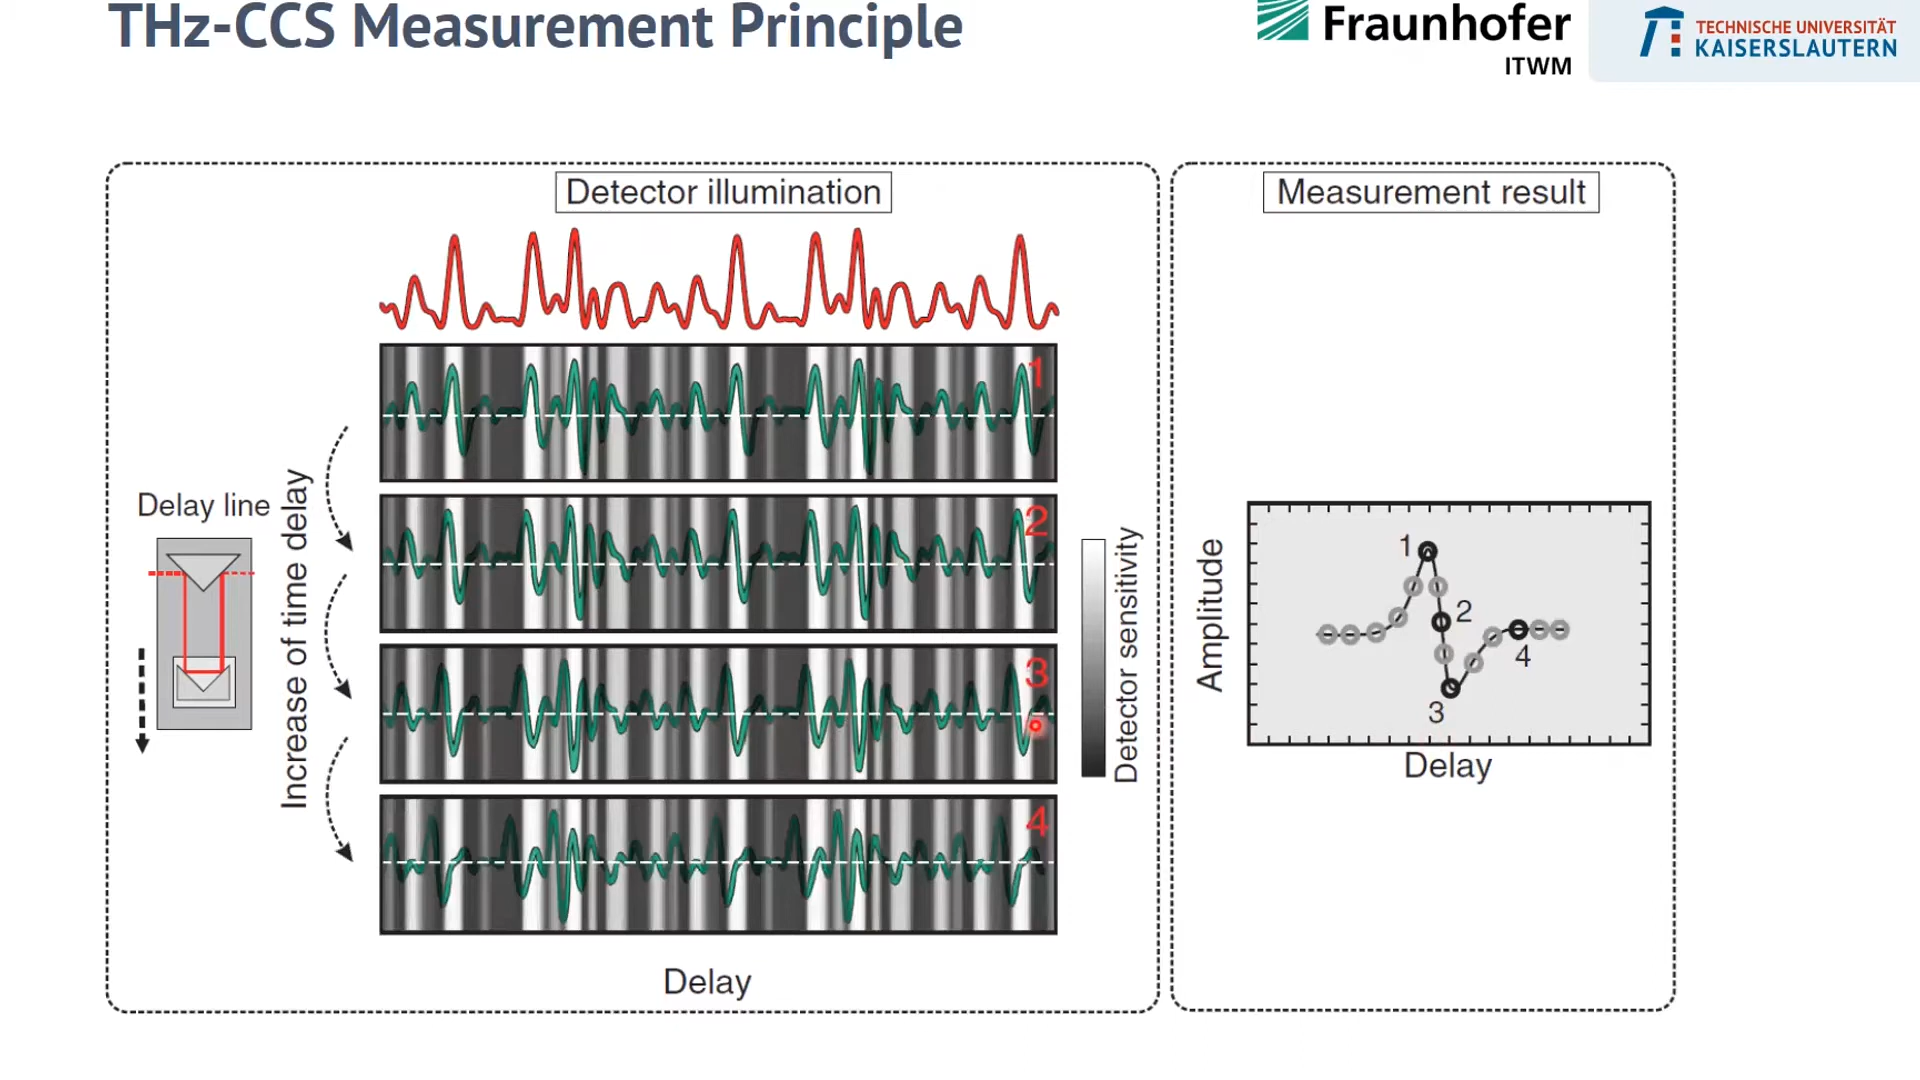 THz-CCS Measurement Principle
Fraunhofer
ITWM
TECHNISCHE UNIVERSITÄT
KAISERSLAUTERN
Detector illumination
Measurement result
1
2
3
4
Delay line
Increase of time delay
Detector sensitivity
Delay
Amplitude
1
2
3
4
Delay